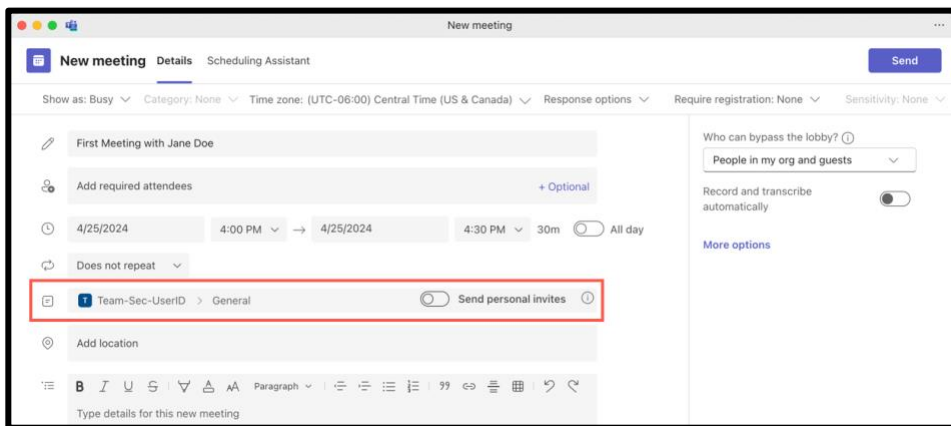 New meeting
New meeting Details Scheduling Assistant Send
Show as: Busy Category: None Time zone: (UTC-06:00) Central Time (US & Canada) Response options Require registration: None Sensitivity: None
First Meeting with Jane Doe
Who can bypass the lobby?
People in my org and guests
Add required attendees + Optional
Record and transcribe
automatically
4/25/2024 4:00 PM → 4/25/2024 4:30 PM 30m All day
More options
Does not repeat
T Team-Sec-UserID > General Send personal invites
Add location
B I U S A AA Paragraph 99
Type details for this new meeting